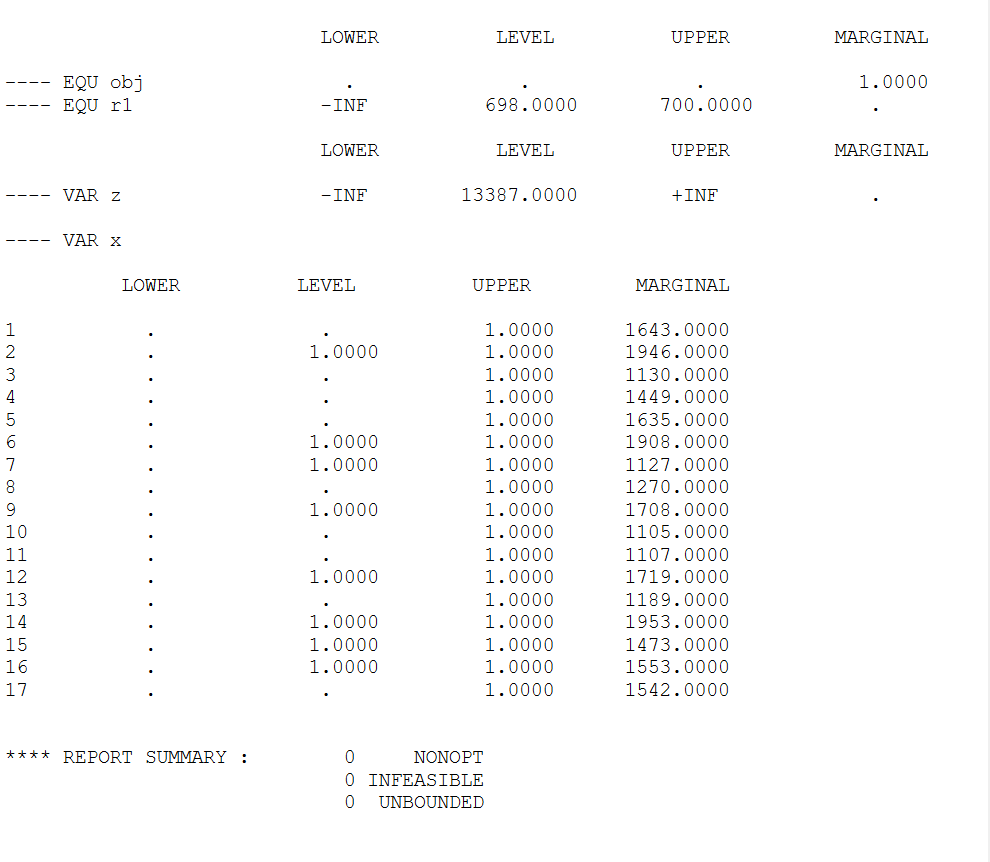 LOWER LEVEL UPPER MARGINAL
---- EQU obj . . . 1.0000
---- EQU r1 -INF 698.0000 700.0000 .
LOWER LEVEL UPPER MARGINAL
---- VAR z -INF 13387.0000 +INF .
---- VAR x
LOWER LEVEL UPPER MARGINAL
1 . . 1.0000 1643.0000
2 . 1.0000 1.0000 1946.0000
3 . . 1.0000 1130.0000
4 . . 1.0000 1449.0000
5 . . 1.0000 1635.0000
6 . 1.0000 1.0000 1908.0000
7 . 1.0000 1.0000 1127.0000
8 . . 1.0000 1270.0000
9 . 1.0000 1.0000 1708.0000
10 . . 1.0000 1105.0000
11 . . 1.0000 1107.0000
12 . 1.0000 1.0000 1719.0000
13 . . 1.0000 1189.0000
14 . 1.0000 1.0000 1953.0000
15 . 1.0000 1.0000 1473.0000
16 . 1.0000 1.0000 1553.0000
17 . . 1.0000 1542.0000
**** REPORT SUMMARY : 0 NONOPT
0 INFEASIBLE
0 UNBOUNDED